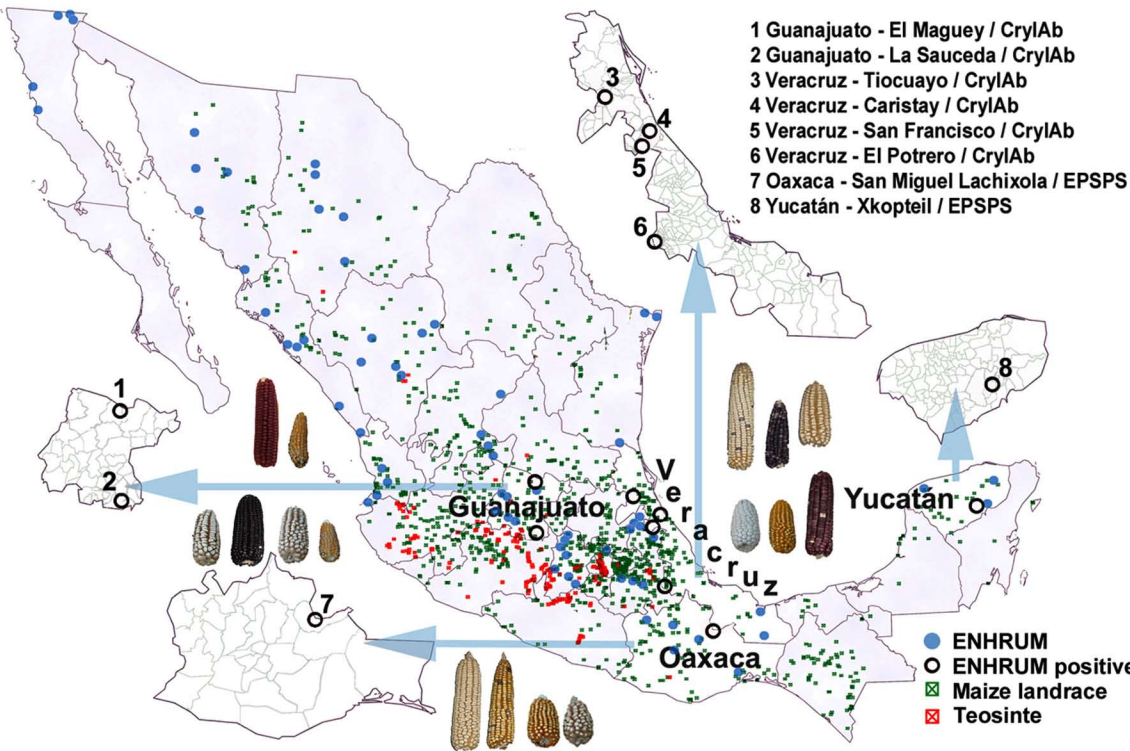 1 Guanajuato - El Maguey / CrylAb
2 Guanajuato - La Sauceda / CrylAb
3 Veracruz - Tiocuayo / CrylAb
4 Veracruz - Caristay / CrylAb
5 Veracruz - San Francisco / CrylAb
6 Veracruz - El Potrero / CrylAb
7 Oaxaca - San Miguel Lachixola / EPSPS
8 Yucatán - Xkopteil / EPSPS
3
4
5
6
8
1
2
7
Guanajuato
Veracruz
Yucatán
Oaxaca
ENHRUM
ENHRUM positive
Maize landrace
Teosinte